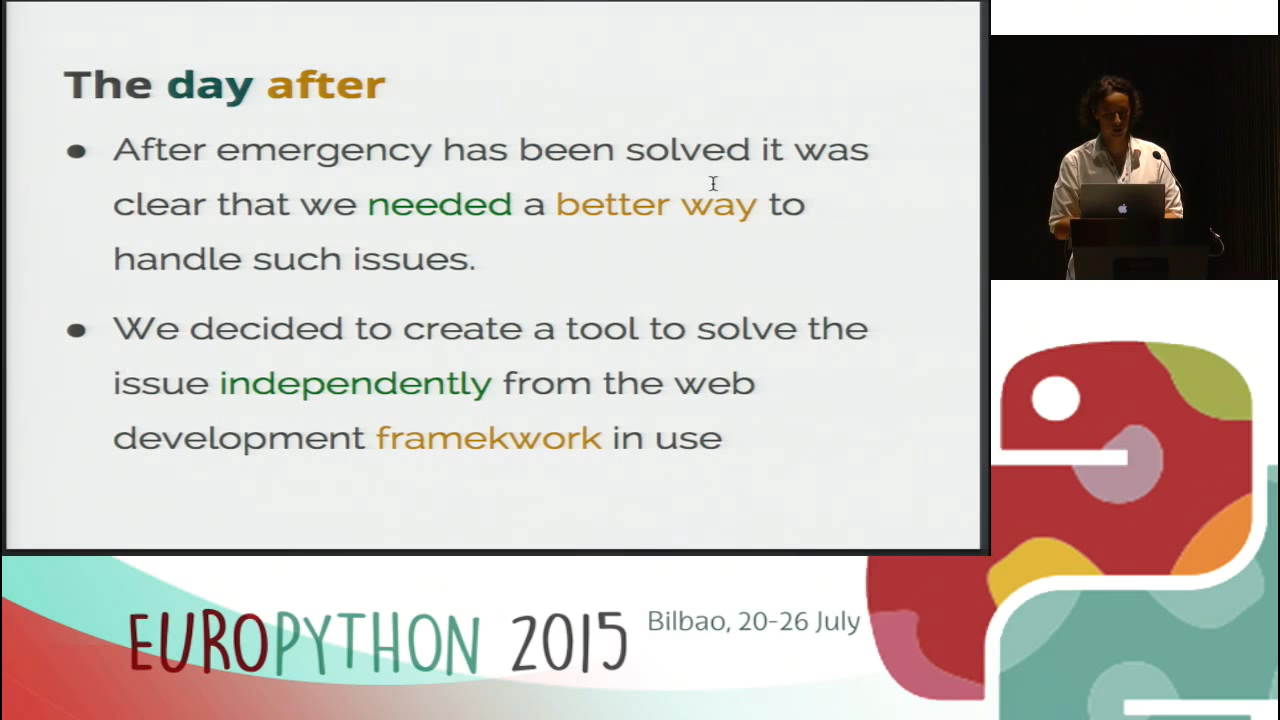 The day after
● After emergency has been solved it was
clear that we needed a better way to
handle such issues.
● We decided to create a tool to solve the
issue independently from the web
development framekwork in use
EUROPYTHON 2015
Bilbao, 20-26 July